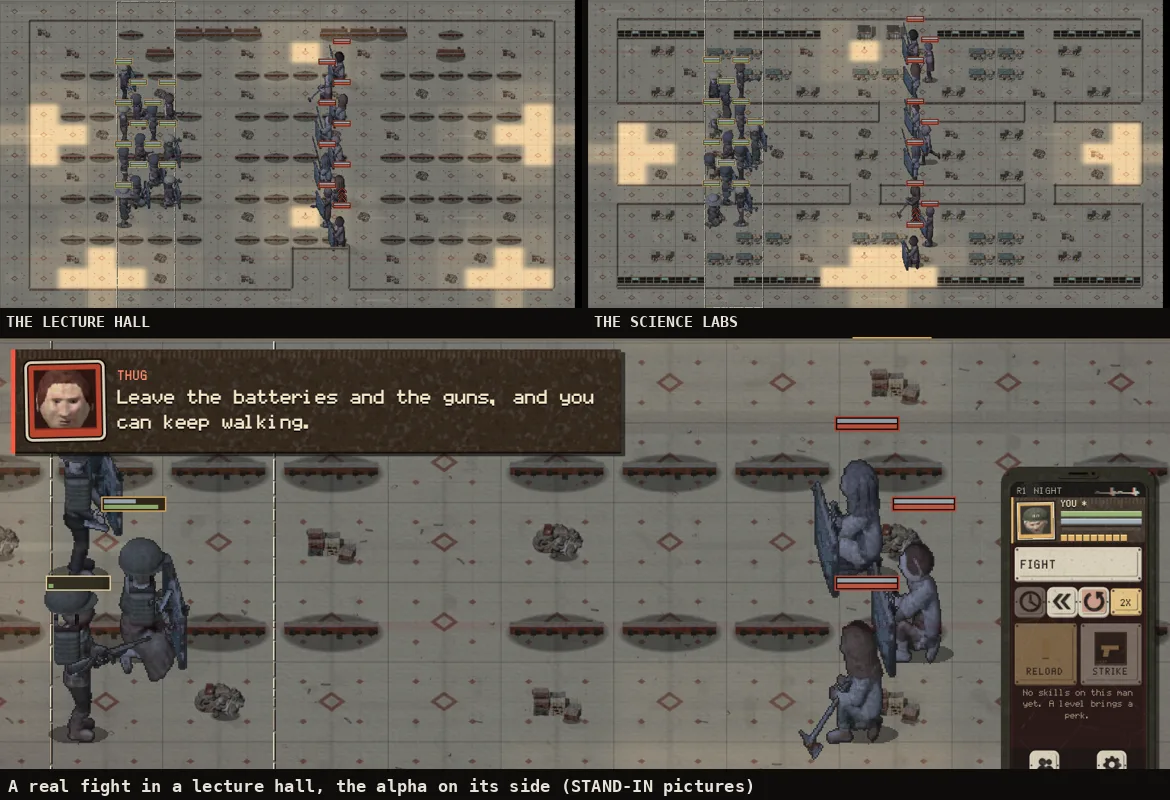 THE LECTURE HALL
THE SCIENCE LABS
THUG
Leave the batteries and the guns, and you
can keep walking.
R1 NIGHT
YOU *
FIGHT
2X
RELOAD
STRIKE
No skills on this man
yet. A level brings a
perk.
A real fight in a lecture hall, the alpha on its side (STAND-IN pictures)